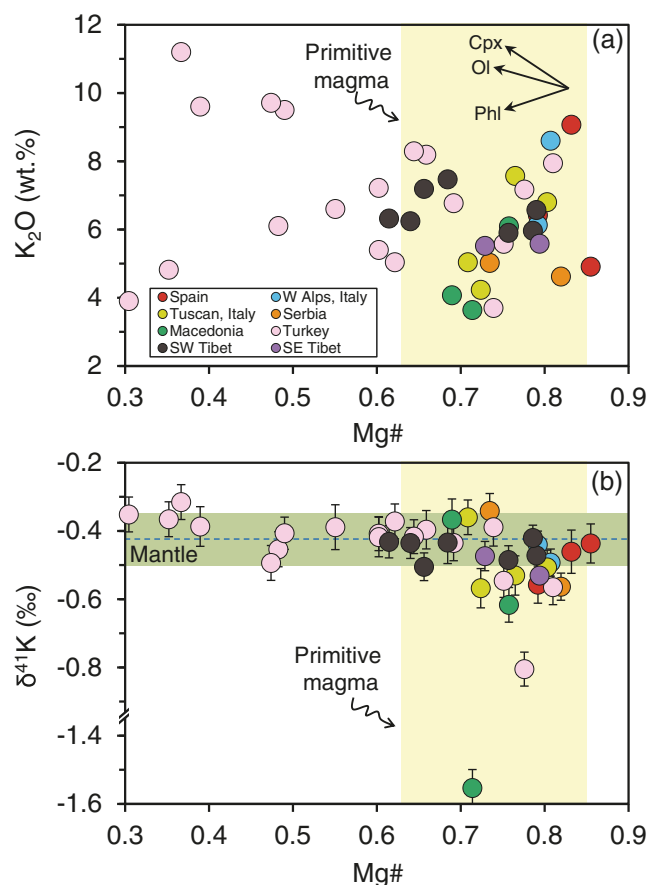 12
10
8
6
4
2
K₂O (wt.%)
Primitive
magma
(a)
Cpx
Ol
Phl
Spain
W Alps, Italy
Tuscan, Italy
Serbia
Macedonia
Turkey
SW Tibet
SE Tibet
0.3 0.4 0.5 0.6 0.7 0.8 0.9
Mg#
-0.2
-0.4
-0.6
-0.8
-1.4
-1.6
δ⁴¹K (‰)
(b)
Mantle
Primitive
magma
0.3 0.4 0.5 0.6 0.7 0.8 0.9
Mg#